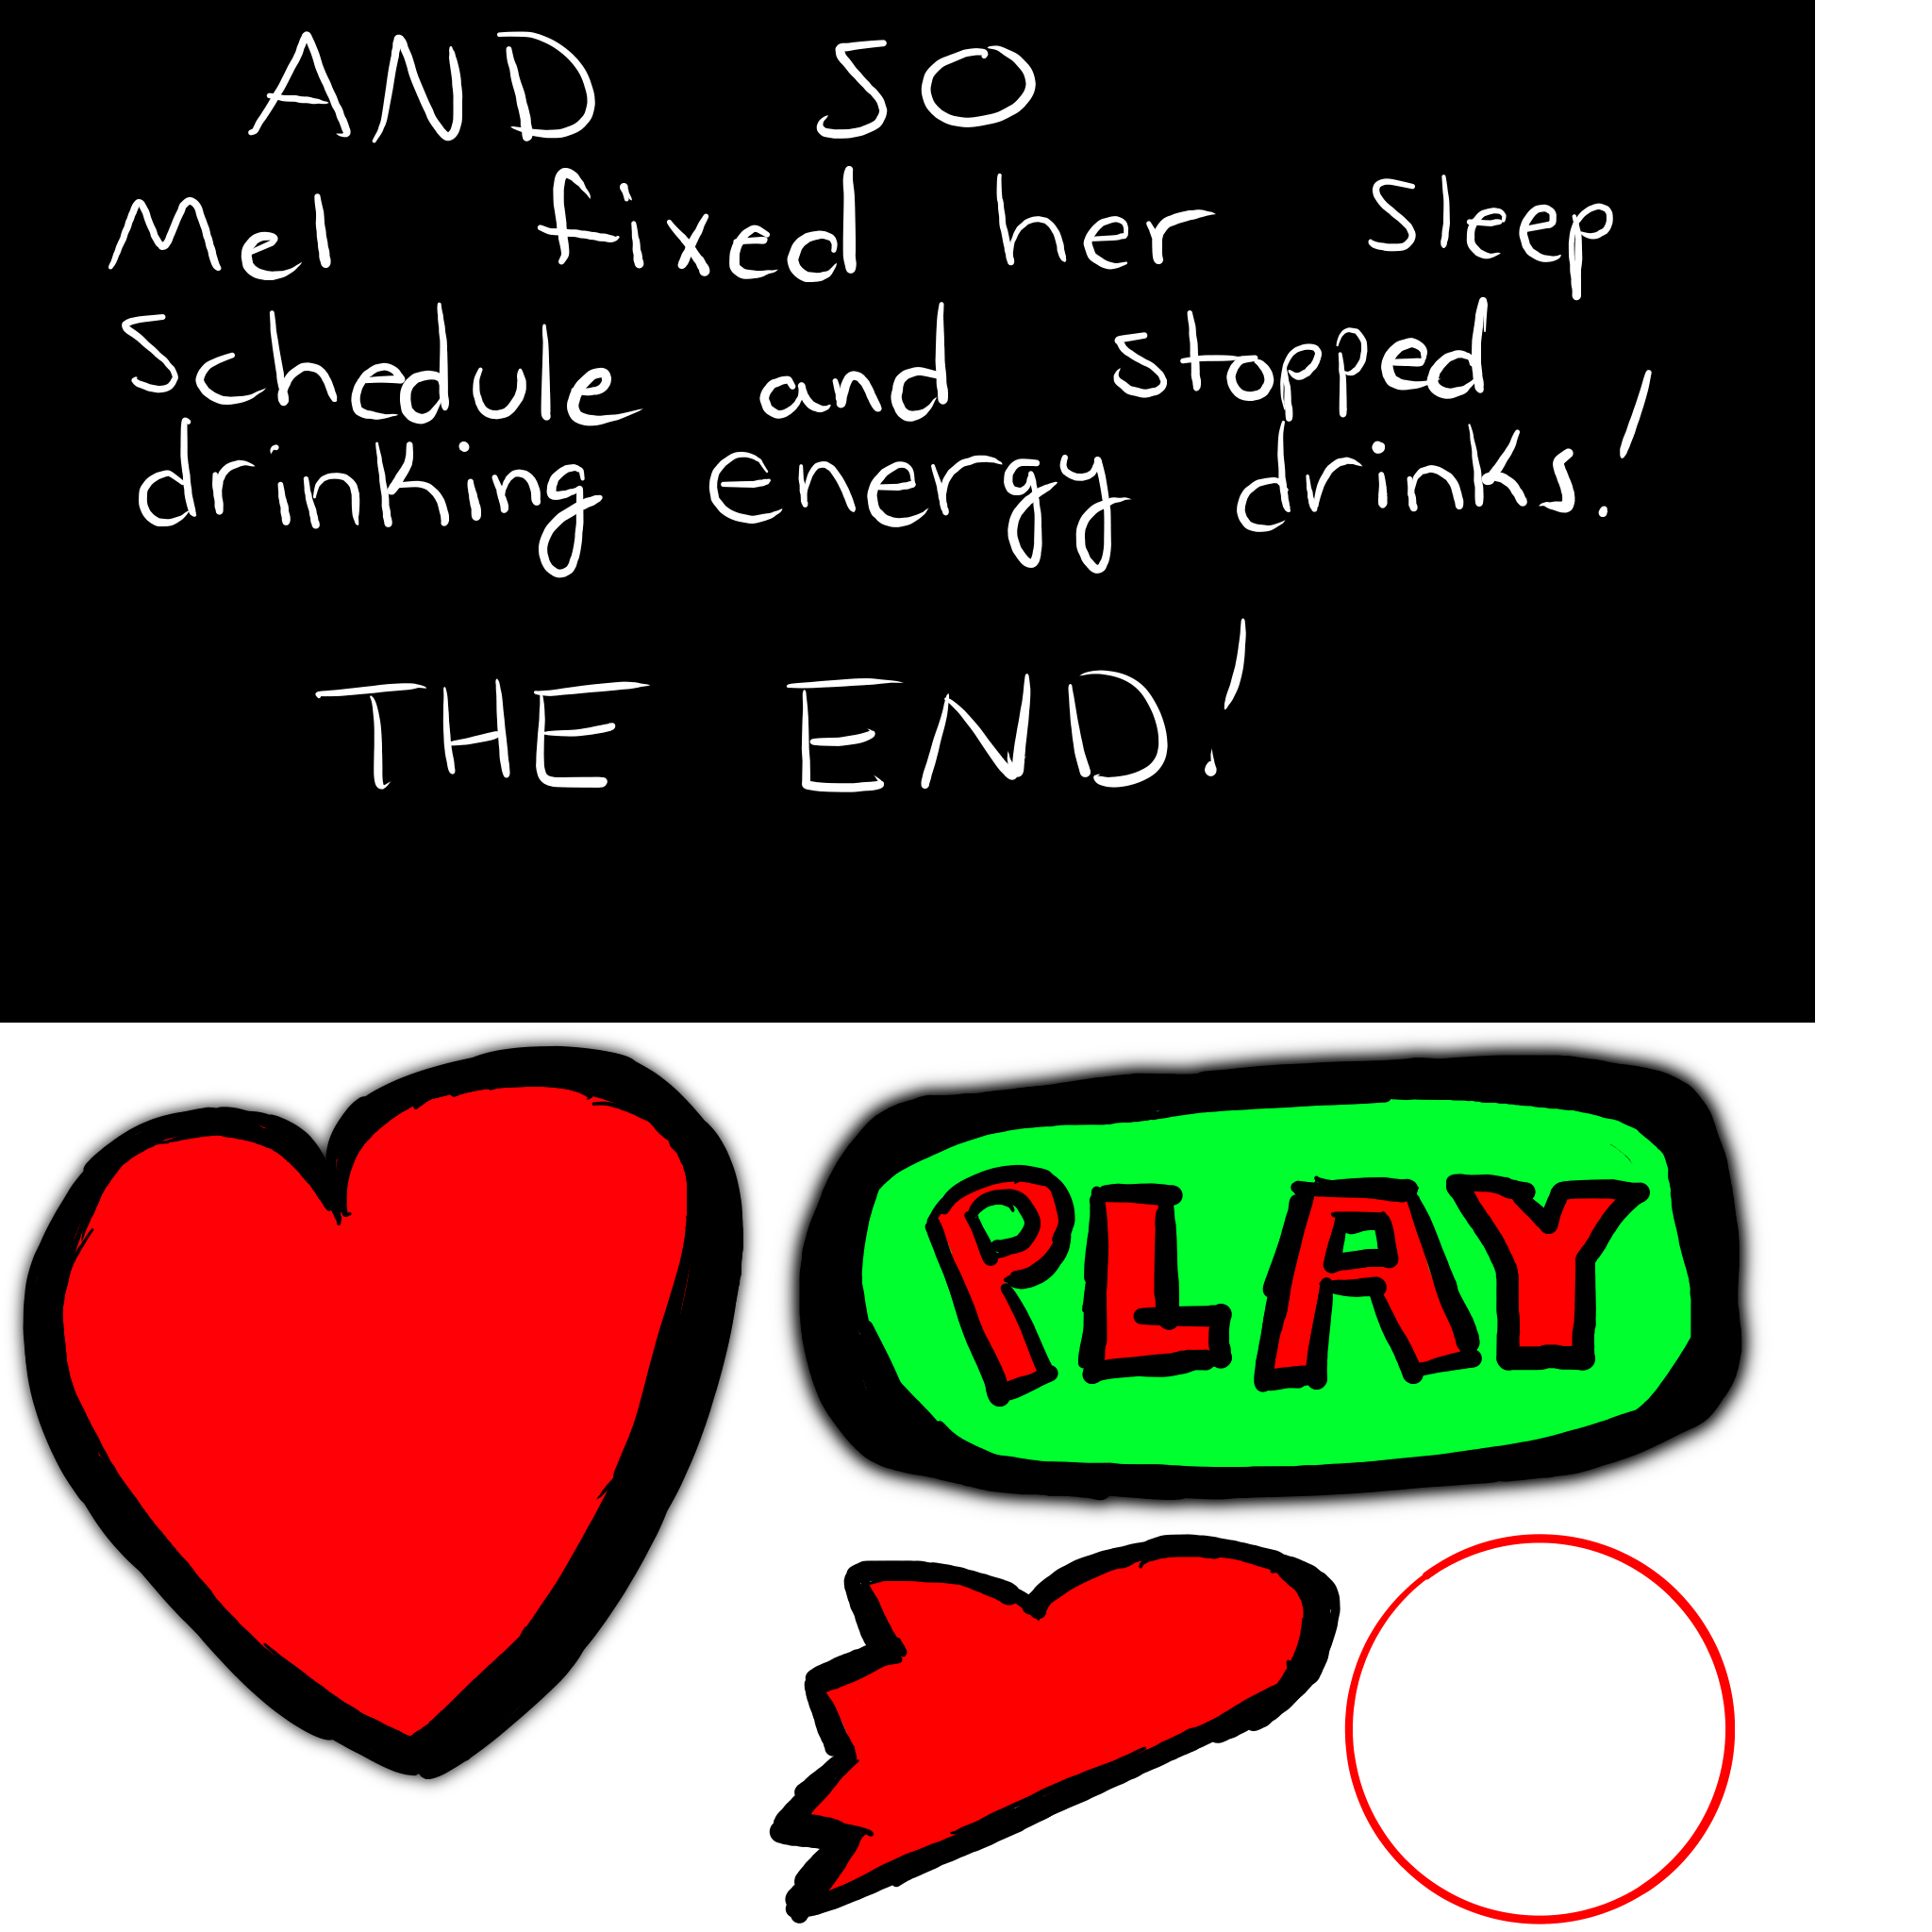 AND SO
Mel fixed her sleep
schedule and stopped
drinking energy drinks!
THE END!
PLAY